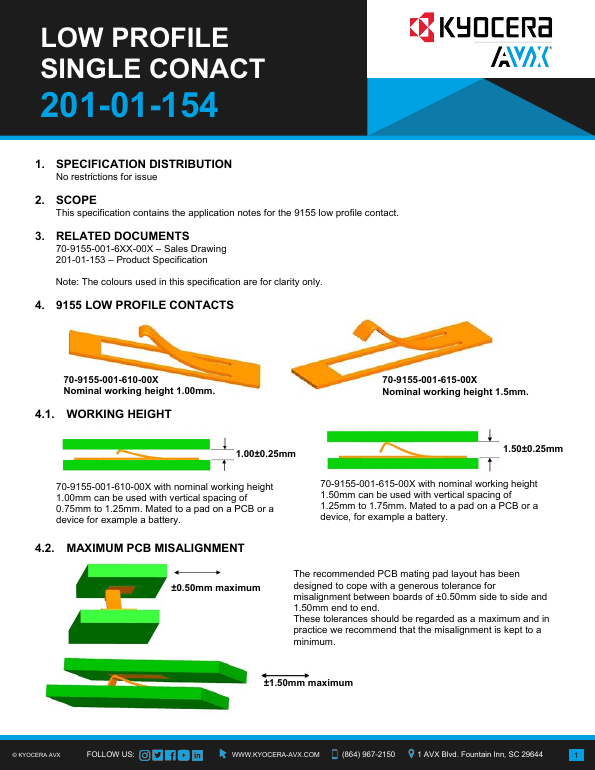 LOW PROFILE
SINGLE CONACT
201-01-154
KYOCERA
AVX
1. SPECIFICATION DISTRIBUTION
No restrictions for issue
2. SCOPE
This specification contains the application notes for the 9155 low profile contact.
3. RELATED DOCUMENTS
70-9155-001-6XX-00X – Sales Drawing
201-01-153 – Product Specification
Note: The colours used in this specification are for clarity only.
4. 9155 LOW PROFILE CONTACTS
70-9155-001-610-00X
Nominal working height 1.00mm.
70-9155-001-615-00X
Nominal working height 1.5mm.
4.1. WORKING HEIGHT
1.00±0.25mm
1.50±0.25mm
70-9155-001-610-00X with nominal working height
1.00mm can be used with vertical spacing of
0.75mm to 1.25mm. Mated to a pad on a PCB or a
device for example a battery.
70-9155-001-615-00X with nominal working height
1.50mm can be used with vertical spacing of
1.25mm to 1.75mm. Mated to a pad on a PCB or a
device, for example a battery.
4.2. MAXIMUM PCB MISALIGNMENT
±0.50mm maximum
The recommended PCB mating pad layout has been
designed to cope with a generous tolerance for
misalignment between boards of ±0.50mm side to side and
1.50mm end to end.
These tolerances should be regarded as a maximum and in
practice we recommend that the misalignment is kept to a
minimum.
±1.50mm maximum
© KYOCERA AVX FOLLOW US: WWW.KYOCERA-AVX.COM (864) 967-2150 1 AVX Blvd. Fountain Inn, SC 29644 1